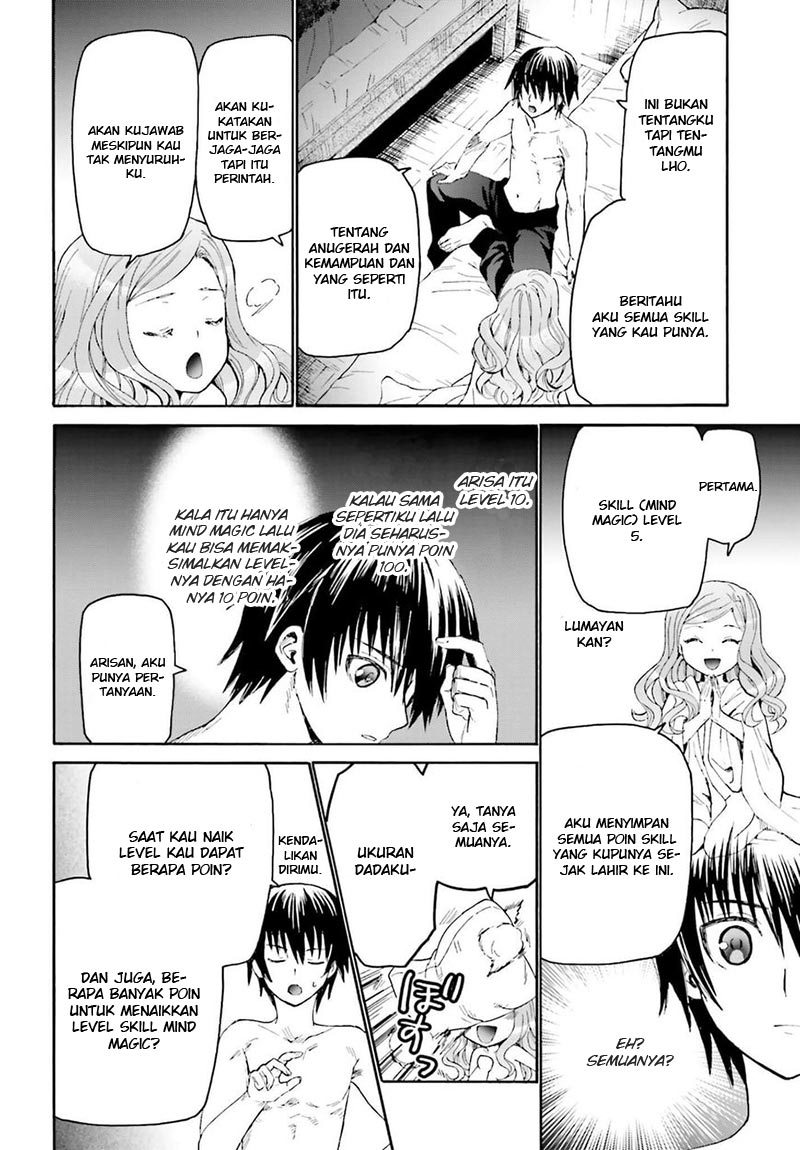 INI BUKAN
TENTANGKU
TAPI TEN-
TANGMU
LHO.
BERITAHU
AKU SEMUA SKILL
YANG KAU PUNYA.
TENTANG
ANUGERAH DAN
KEMAMPUAN DAN
YANG SEPERTI
ITU.
AKAN KU-
KATAKAN
UNTUK BER-
JAGA-JAGA
TAPI ITU
PERINTAH.
AKAN KUJAWAB
MESKIPUN KAU
TAK MENYURUH-
KU.
PERTAMA.
SKILL (MIND
MAGIC) LEVEL
5.
LUMAYAN
KAN?
AKU MENYIMPAN
SEMUA POIN SKILL
YANG KUPUNYA SE-
JAK LAHIR KE INI.
EH?
SEMUANYA?
ARISA ITU
LEVEL 10.
KALAU SAMA
SEPERTIKU LALU
DIA SEHARUS-
NYA PUNYA POIN
100.
KALA ITU HANYA
MIND MAGIC LALU
KAU BISA MEMAK-
SIMALKAN LEVEL-
NYA DENGAN HA-
NYA 10 POIN.
ARISAN, AKU
PUNYA PER-
TANYAAN.
YA, TANYA
SAJA SE-
MUANYA.
UKURAN
DADAKU-
ぼすっ
KENDA-
LIKAN
DIRIMU.
SAAT KAU NAIK
LEVEL KAU DAPAT
BERAPA POIN?
DAN JUGA, BE-
RAPA BANYAK POIN
UNTUK MENAIKKAN
LEVEL SKILL MIND
MAGIC?